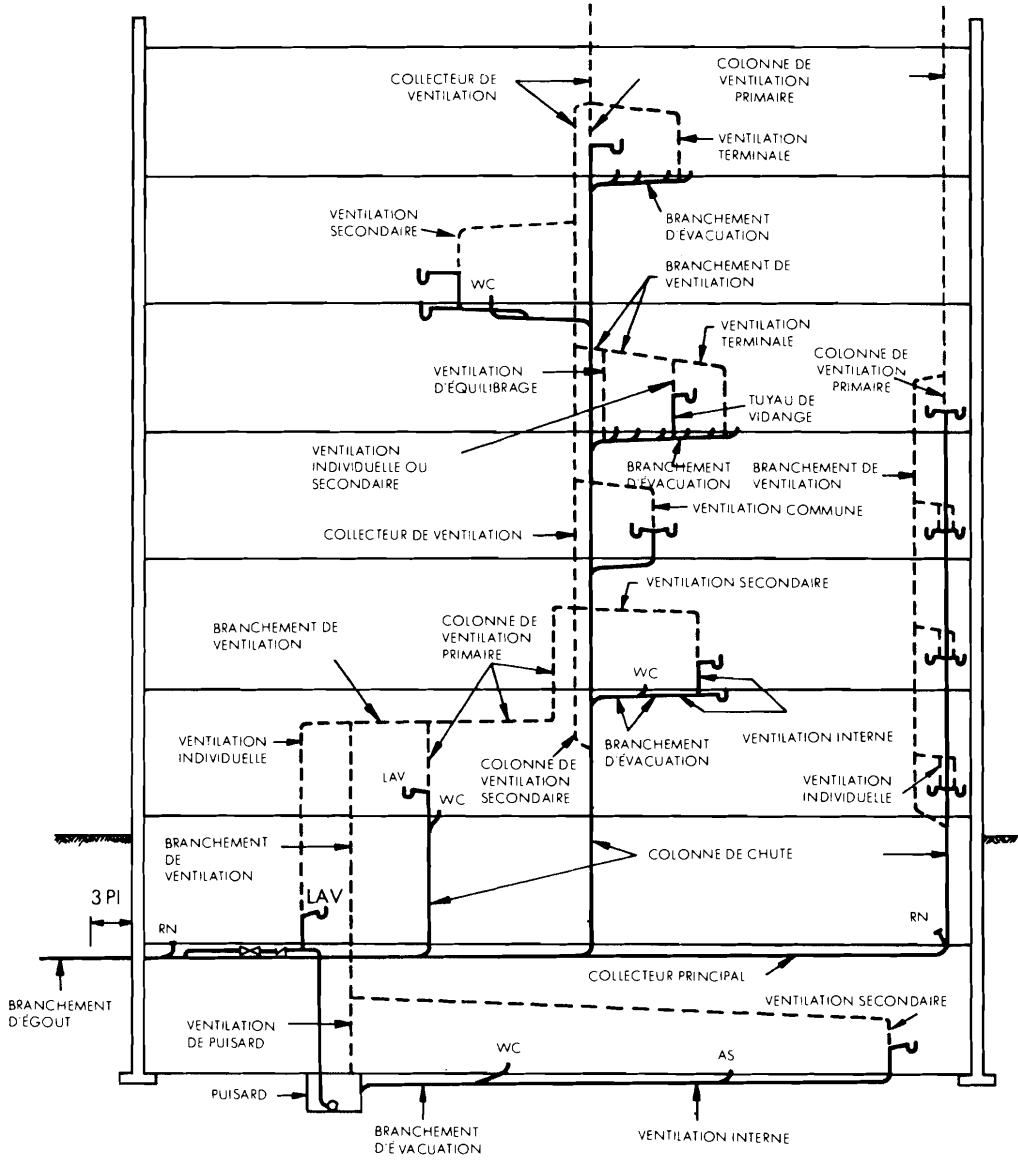 COLONNE DE
VENTILATION
PRIMAIRE
COLLECTEUR DE
VENTILATION
VENTILATION
TERMINALE
VENTILATION
SECONDAIRE
BRANCHEMENT
D'ÉVACUATION
WC
BRANCHEMENT DE
VENTILATION
VENTILATION
TERMINALE
COLONNE DE
VENTILATION
PRIMAIRE
VENTILATION
D'ÉQUILIBRAGE
TUYAU DE
VIDANGE
VENTILATION
INDIVIDUELLE OU
SECONDAIRE
BRANCHEMENT
D'ÉVACUATION
BRANCHEMENT DE
VENTILATION
VENTILATION COMMUNE
COLLECTEUR DE VENTILATION
VENTILATION SECONDAIRE
BRANCHEMENT DE
VENTILATION
COLONNE DE
VENTILATION
PRIMAIRE
WC
VENTILATION
INDIVIDUELLE
BRANCHEMENT
D'ÉVACUATION
VENTILATION INTERNE
COLONNE DE
VENTILATION
SECONDAIRE
LAV
WC
VENTILATION
INDIVIDUELLE
BRANCHEMENT
DE
VENTILATION
COLONNE DE CHUTE
3 PI
LAV
RN
RN
COLLECTEUR PRINCIPAL
BRANCHEMENT
D'ÉGOUT
VENTILATION SECONDAIRE
VENTILATION
DE PUISARD
WC
AS
PUISARD
BRANCHEMENT
D'ÉVACUATION
VENTILATION INTERNE